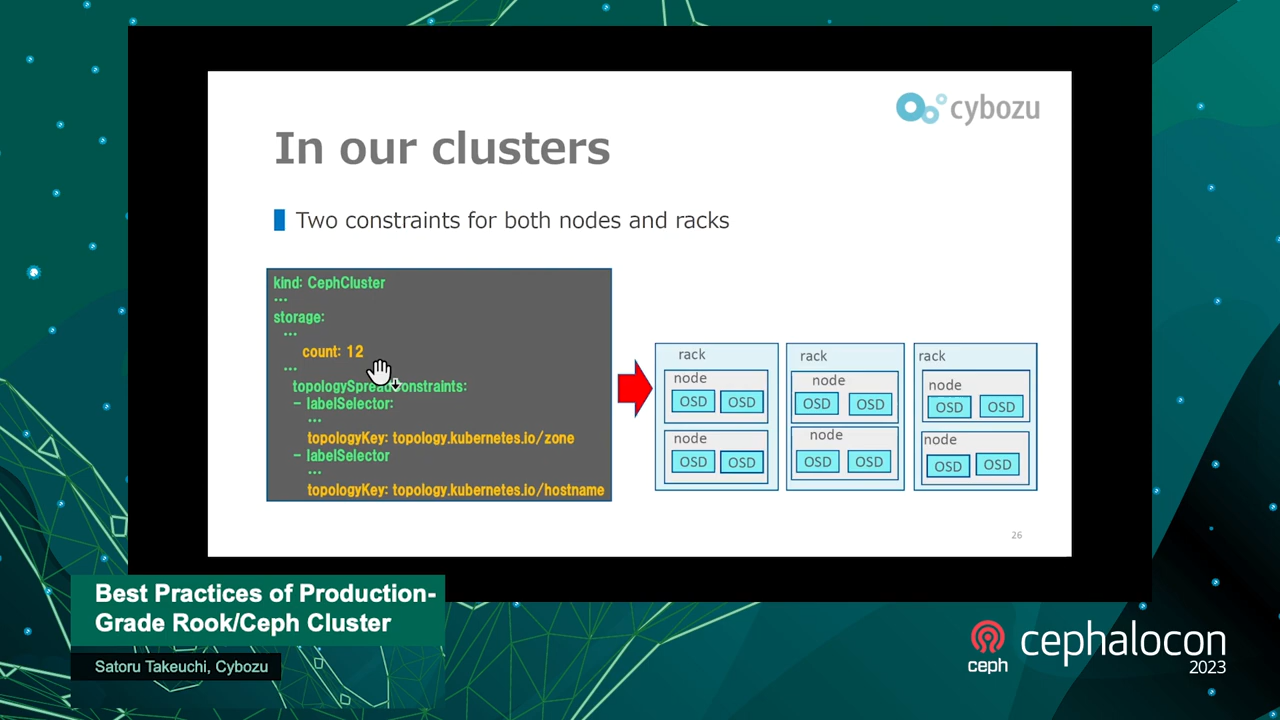 cybozu
In our clusters
Two constraints for both nodes and racks
kind: CephCluster
...
storage:
...
count: 12
...
topologySpreadConstraints:
- labelSelector:
...
topologyKey: topology.kubernetes.io/zone
- labelSelector
...
topologyKey: topology.kubernetes.io/hostname
rack
node
OSD OSD
node
OSD OSD
rack
node
OSD OSD
node
OSD OSD
rack
node
OSD OSD
node
OSD OSD
26
Best Practices of Production-
Grade Rook/Ceph Cluster
Satoru Takeuchi, Cybozu
ceph
cephalocon
2023